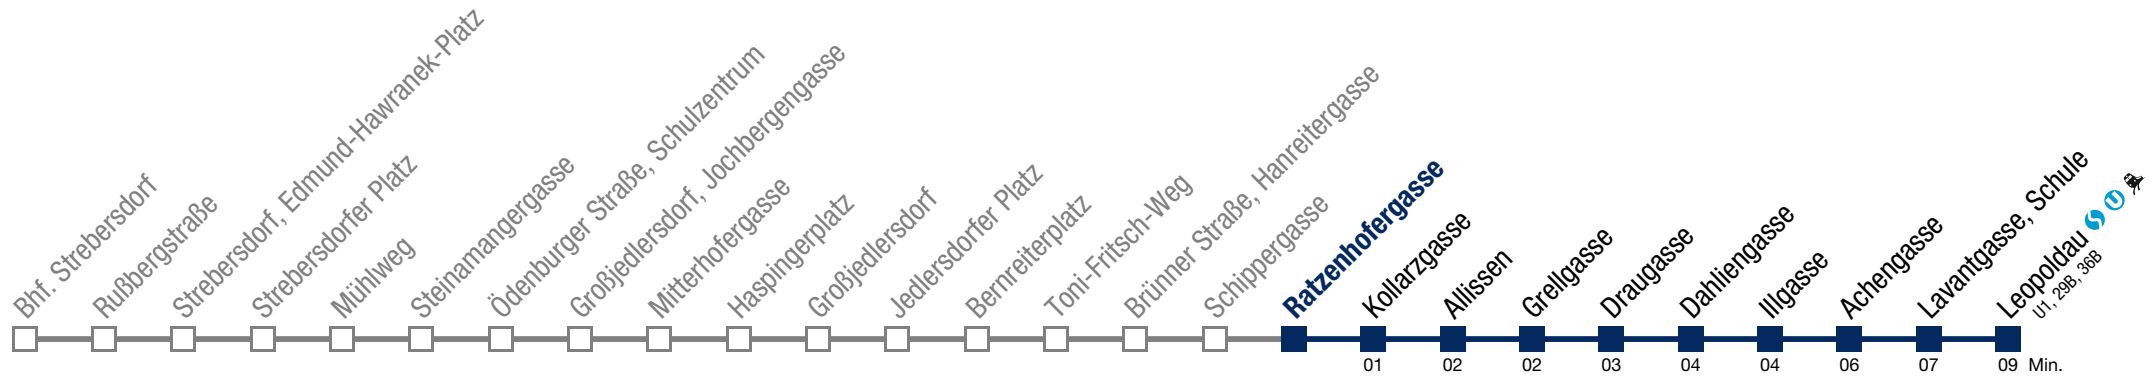 Bhf. Strebersdorf
Rußbergstraße
Strebersdorf, Edmund-Hawranek-Platz
Strebersdorfer Platz
Mühlweg
Steinamangergasse
Ödenburger Straße, Schulzentrum
Großjedlersdorf, Jochbergengasse
Mitterhofergasse
Haspingerplatz
Großjedlersdorf
Jedlersdorfer Platz
Bernreiterplatz
Toni-Fritsch-Weg
Brünner Straße, Hanreitergasse
Schippergasse
Ratzenhofergasse
Kollarzgasse
Allissen
Grellgasse
Draugasse
Dahliengasse
Illgasse
Achengasse
Lavantgasse, Schule
Leopoldau S U
U1, 29B, 36B
01 02 02 03 04 04 06 07 09 Min.